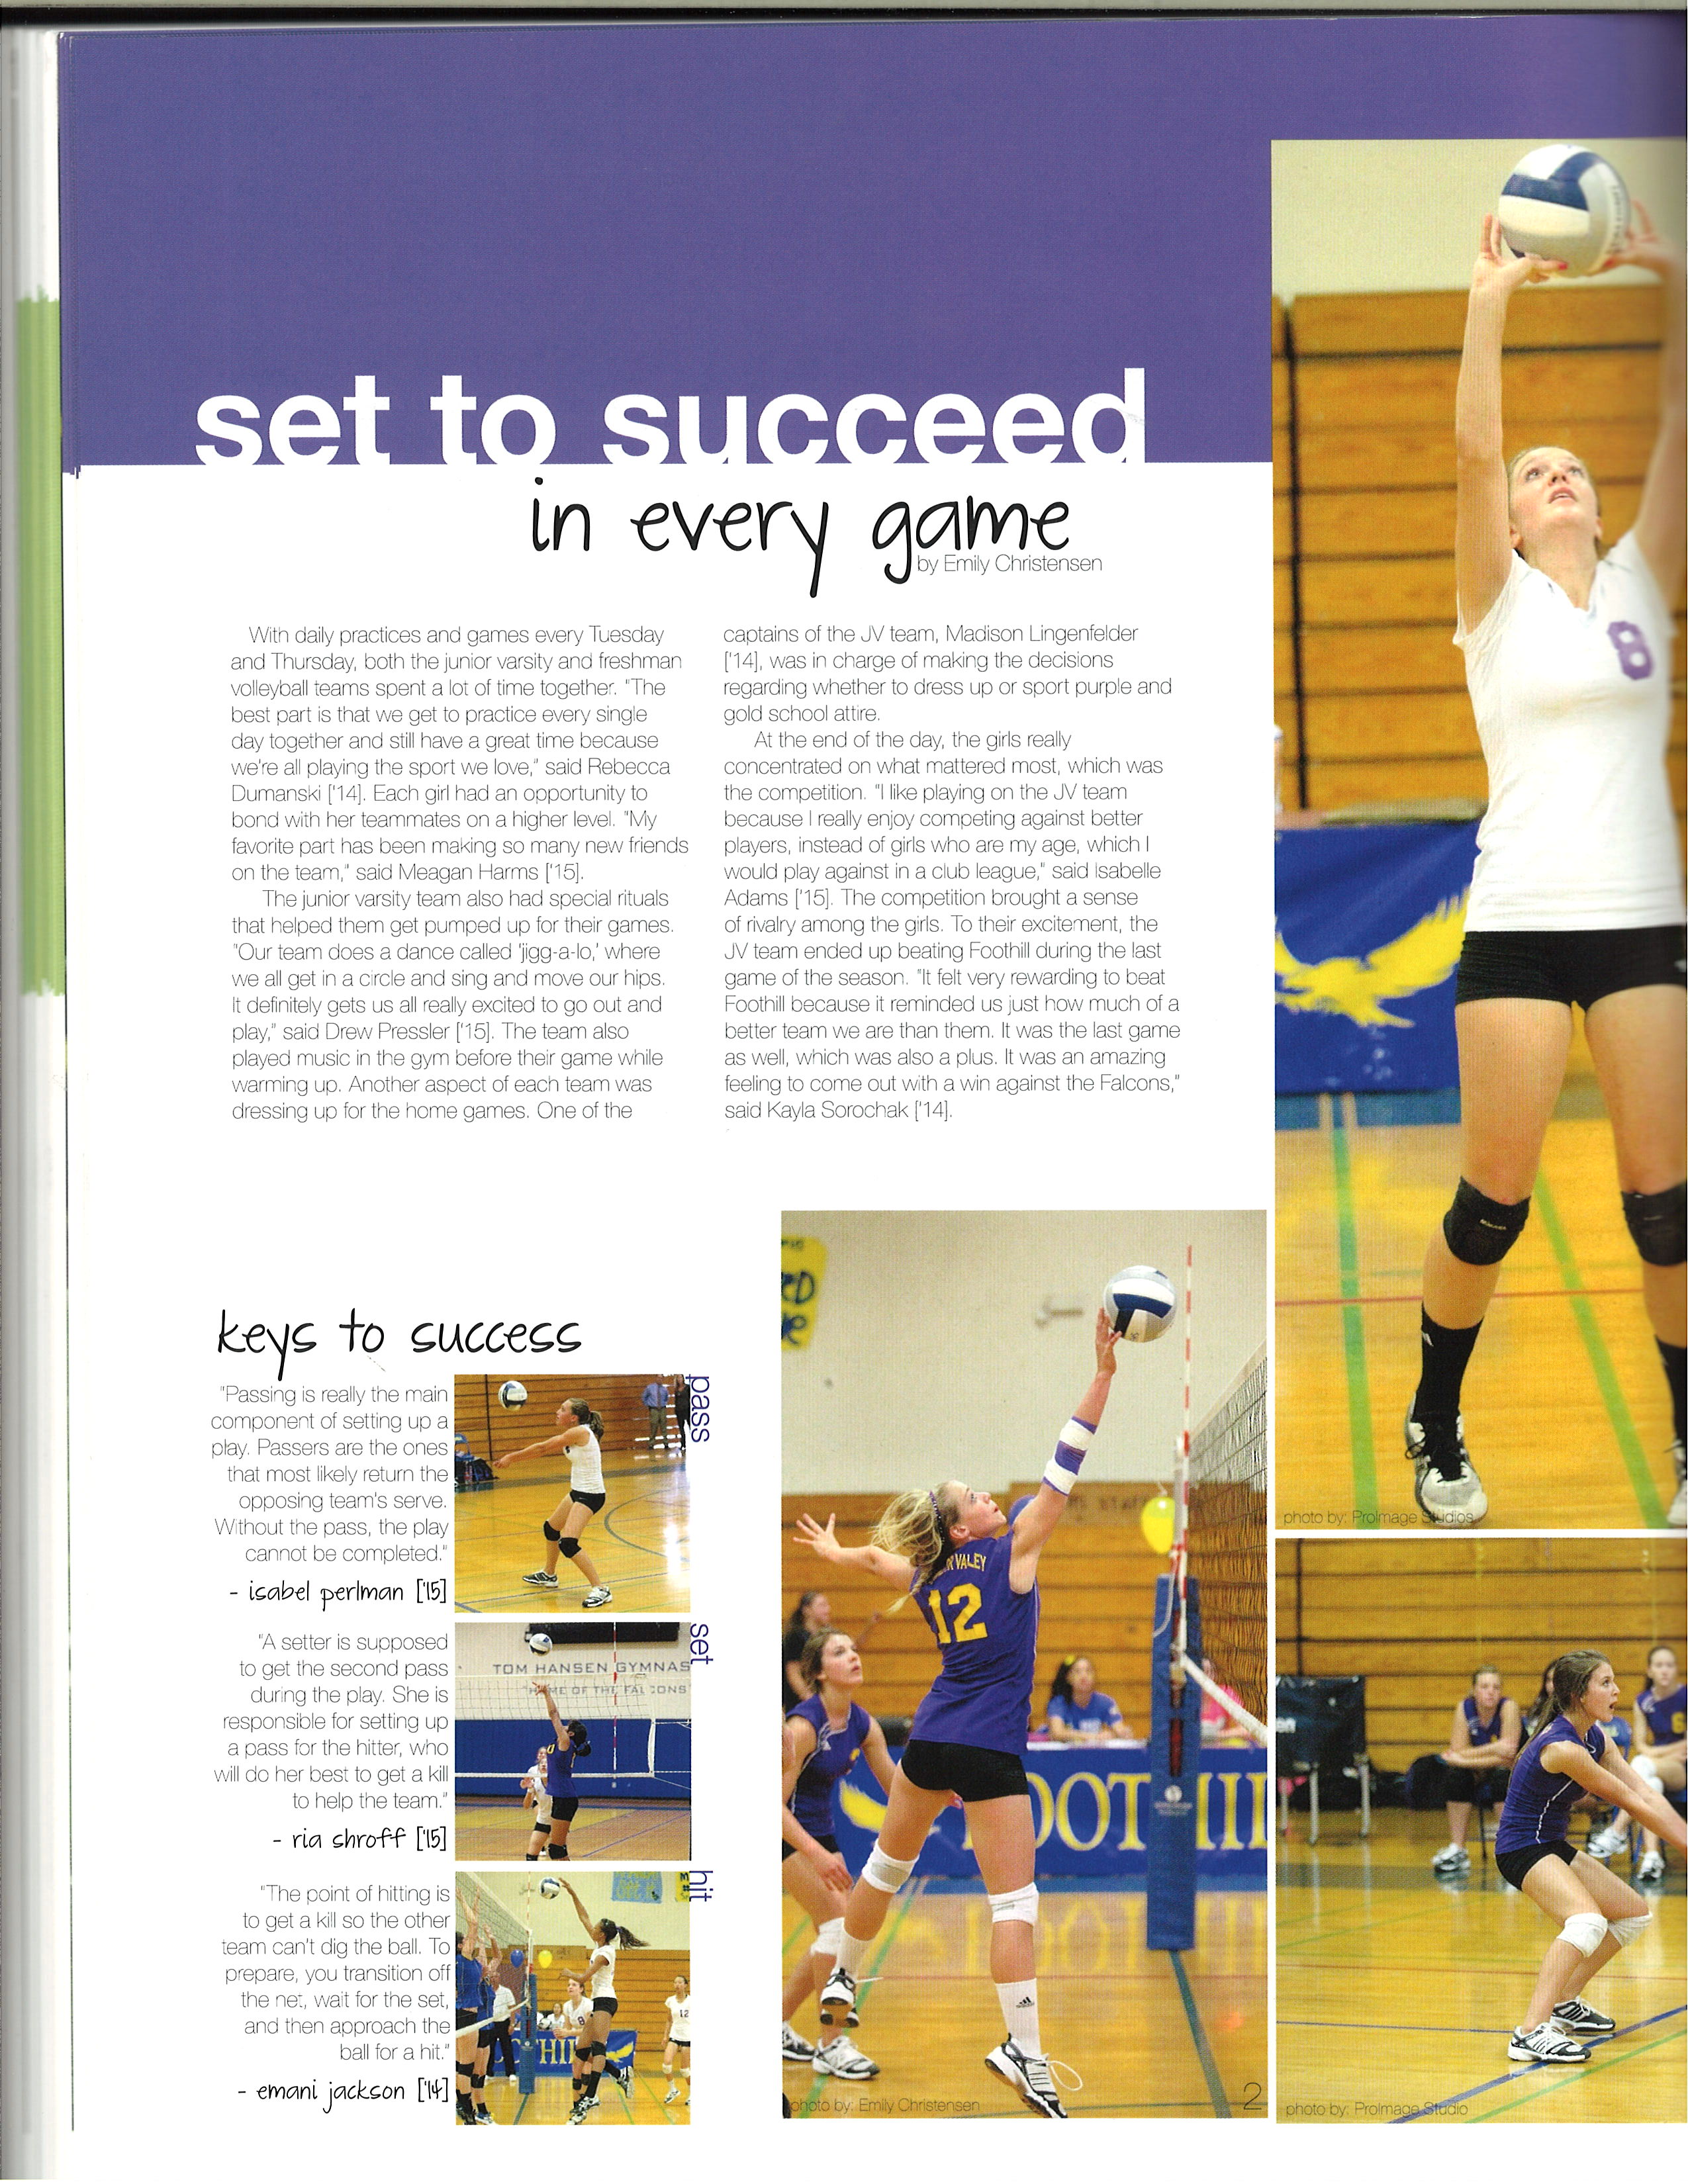 set to succeed
in every game
by Emily Christensen
With daily practices and games every Tuesday
and Thursday, both the junior varsity and freshman
volleyball teams spent a lot of time together. "The
best part is that we get to practice every single
day together and still have a great time because
we're all playing the sport we love," said Rebecca
Dumanski ['14]. Each girl had an opportunity to
bond with her teammates on a higher level. "My
favorite part has been making so many new friends
on the team," said Meagan Harms ['15].
The junior varsity team also had special rituals
that helped them get pumped up for their games.
"Our team does a dance called 'jigg-a-lo,' where
we all get in a circle and sing and move our hips.
It definitely gets us all really excited to go out and
play," said Drew Pressler ['15]. The team also
played music in the gym before their game while
warming up. Another aspect of each team was
dressing up for the home games. One of the
captains of the JV team, Madison Lingenfelder
['14], was in charge of making the decisions
regarding whether to dress up or sport purple and
gold school attire.
At the end of the day, the girls really
concentrated on what mattered most, which was
the competition. "I like playing on the JV team
because I really enjoy competing against better
players, instead of girls who are my age, which I
would play against in a club league," said Isabelle
Adams ['15]. The competition brought a sense
of rivalry among the girls. To their excitement, the
JV team ended up beating Foothill during the last
game of the season. "It felt very rewarding to beat
Foothill because it reminded us just how much of a
better team we are than them. It was the last game
as well, which was also a plus. It was an amazing
feeling to come out with a win against the Falcons,"
said Kayla Sorochak ['14].
8
photo by: ProImage Studios
keys to success
"Passing is really the main
component of setting up a
play. Passers are the ones
that most likely return the
opposing team's serve.
Without the pass, the play
cannot be completed."
- isabel perlman ['15]
pass
"A setter is supposed
to get the second pass
during the play. She is
responsible for setting up
a pass for the hitter, who
will do her best to get a kill
to help the team."
- ria shroff ['15]
set
TOM HANSEN GYMNAS
"HOME OF THE FALCONS"
"The point of hitting is
to get a kill so the other
team can't dig the ball. To
prepare, you transition off
the net, wait for the set,
and then approach the
ball for a hit."
- emani jackson ['14]
hit
8
12
OOTHIL
VALEY
12
FOOTHIL
photo by: Emily Christensen
2
photo by: ProImage Studio